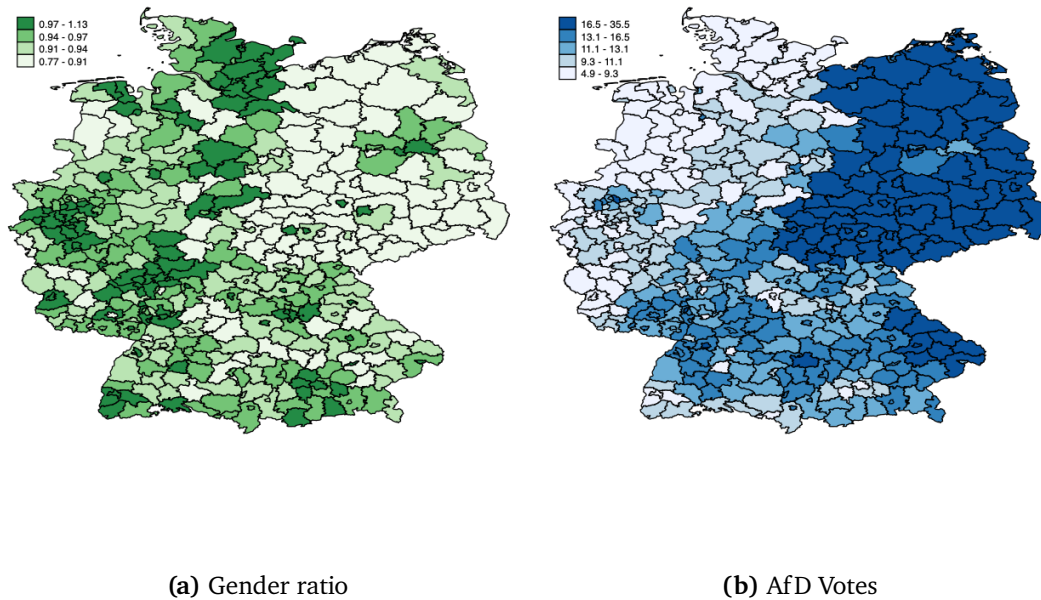 0.97 - 1.13
0.94 - 0.97
0.91 - 0.94
0.77 - 0.91
16.5 - 35.5
13.1 - 16.5
11.1 - 13.1
9.3 - 11.1
4.9 - 9.3
(a) Gender ratio
(b) AfD Votes